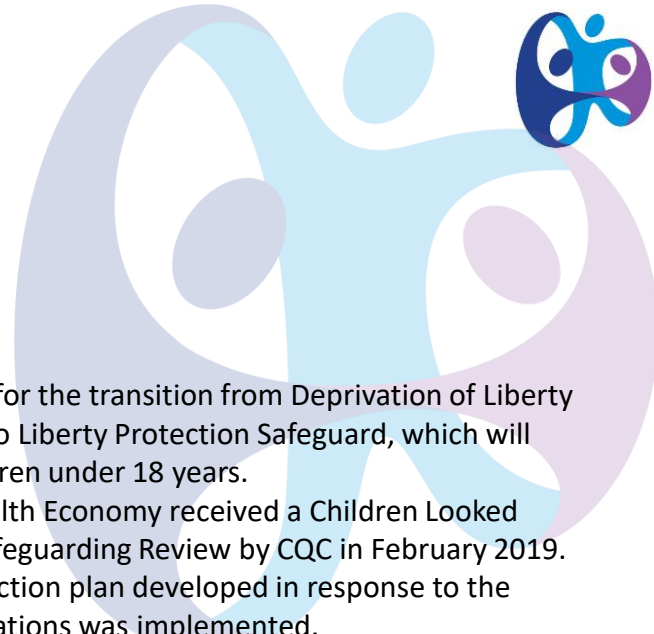 for the transition from Deprivation of Liberty
o Liberty Protection Safeguard, which will
ren under 18 years.
lth Economy received a Children Looked
feguarding Review by CQC in February 2019.
ction plan developed in response to the
ations was implemented.